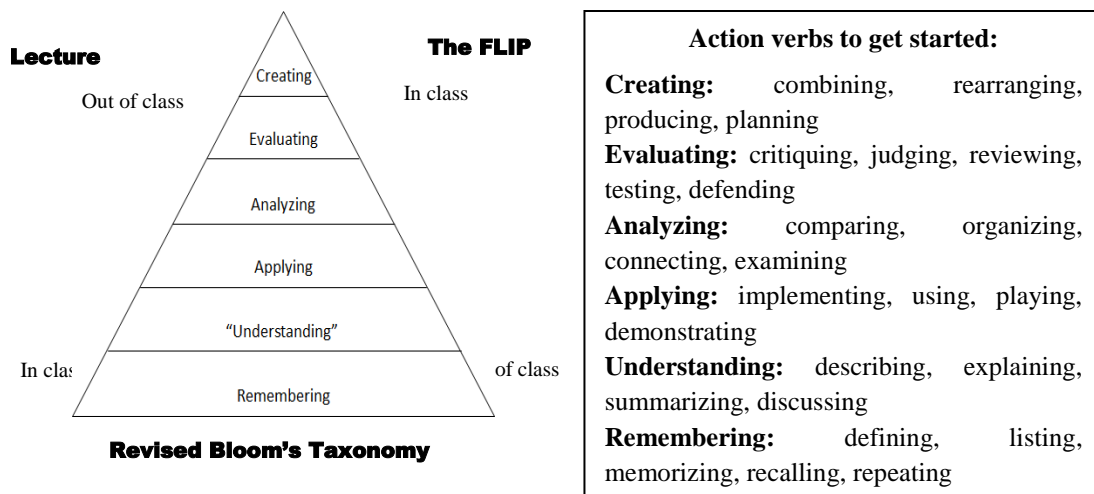 Lecture
The FLIP
Out of class
In class
Creating
Evaluating
Analyzing
Applying
“Understanding”
Remembering
In clas
of class
Revised Bloom’s Taxonomy
Action verbs to get started:
Creating: combining, rearranging,
producing, planning
Evaluating: critiquing, judging, reviewing,
testing, defending
Analyzing: comparing, organizing,
connecting, examining
Applying: implementing, using, playing,
demonstrating
Understanding: describing, explaining,
summarizing, discussing
Remembering: defining, listing,
memorizing, recalling, repeating